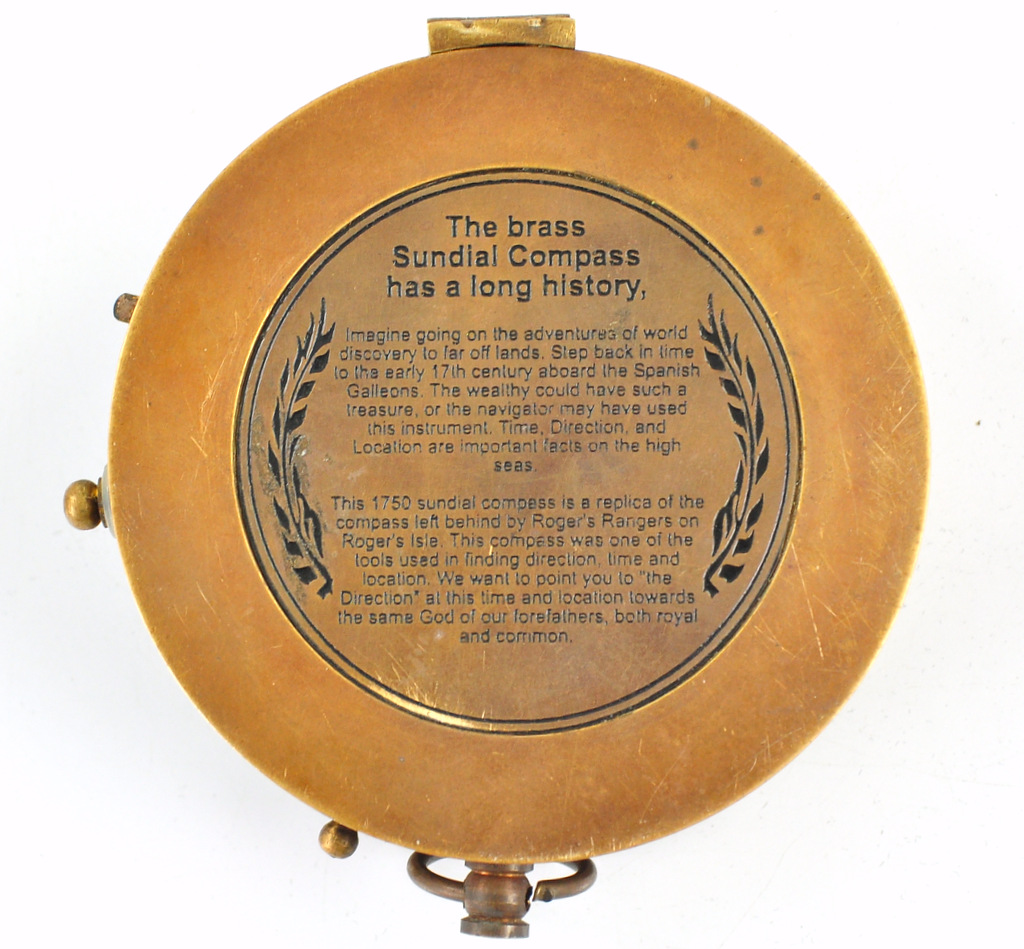 The brass
Sundial Compass
has a long history,
Imagine going on the adventures of world
discovery to far off lands. Step back in time
to the early 17th century aboard the Spanish
Galleons. The wealthy could have such a
treasure, or the navigator may have used
this instrument. Time, Direction, and
Location are important facts on the high
seas.
This 1750 sundial compass is a replica of the
compass left behind by Roger's Rangers on
Roger's Isle. This compass was one of the
tools used in finding direction, time and
location. We want to point you to "the
Direction" at this time and location towards
the same God of our forefathers, both royal
and common.